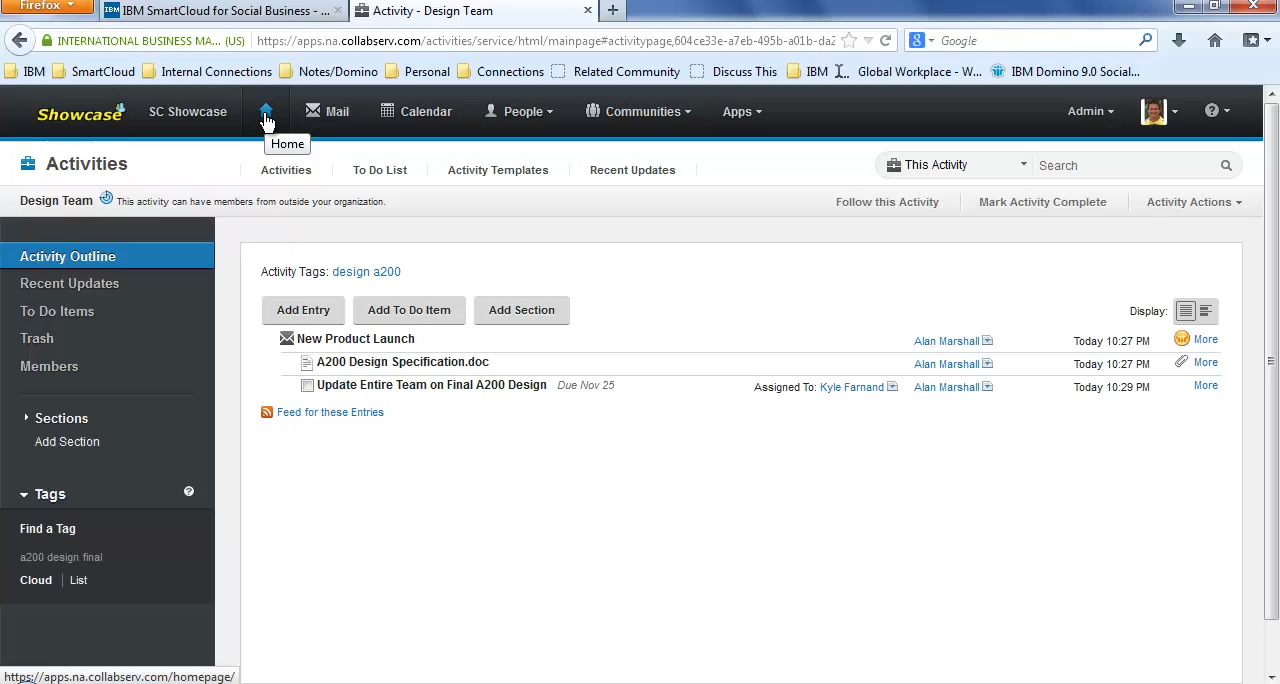 Firefox
IBM IBM SmartCloud for Social Business - ... ×
Activity - Design Team ×
INTERNATIONAL BUSINESS MA... (US) https://apps.na.collabserv.com/activities/service/html/mainpage#activitypage,604ce33e-a7eb-495b-a01b-da2 Google
IBM SmartCloud Internal Connections Notes/Domino Personal Connections Related Community Discuss This IBM Global Workplace - W... IBM Domino 9.0 Social...
Showcase SC Showcase Mail Calendar People Communities Apps Admin ?
Home
Activities Activities To Do List Activity Templates Recent Updates This Activity Search
Design Team This activity can have members from outside your organization. Follow this Activity Mark Activity Complete Activity Actions
Activity Outline
Recent Updates
To Do Items
Trash
Members
Sections
Add Section
Tags ?
Find a Tag
a200 design final
Cloud List
Activity Tags: design a200
Add Entry Add To Do Item Add Section Display:
New Product Launch Alan Marshall Today 10:27 PM More
A200 Design Specification.doc Alan Marshall Today 10:27 PM More
Update Entire Team on Final A200 Design Due Nov 25 Assigned To: Kyle Farnand Alan Marshall Today 10:29 PM More
Feed for these Entries
https://apps.na.collabserv.com/homepage/